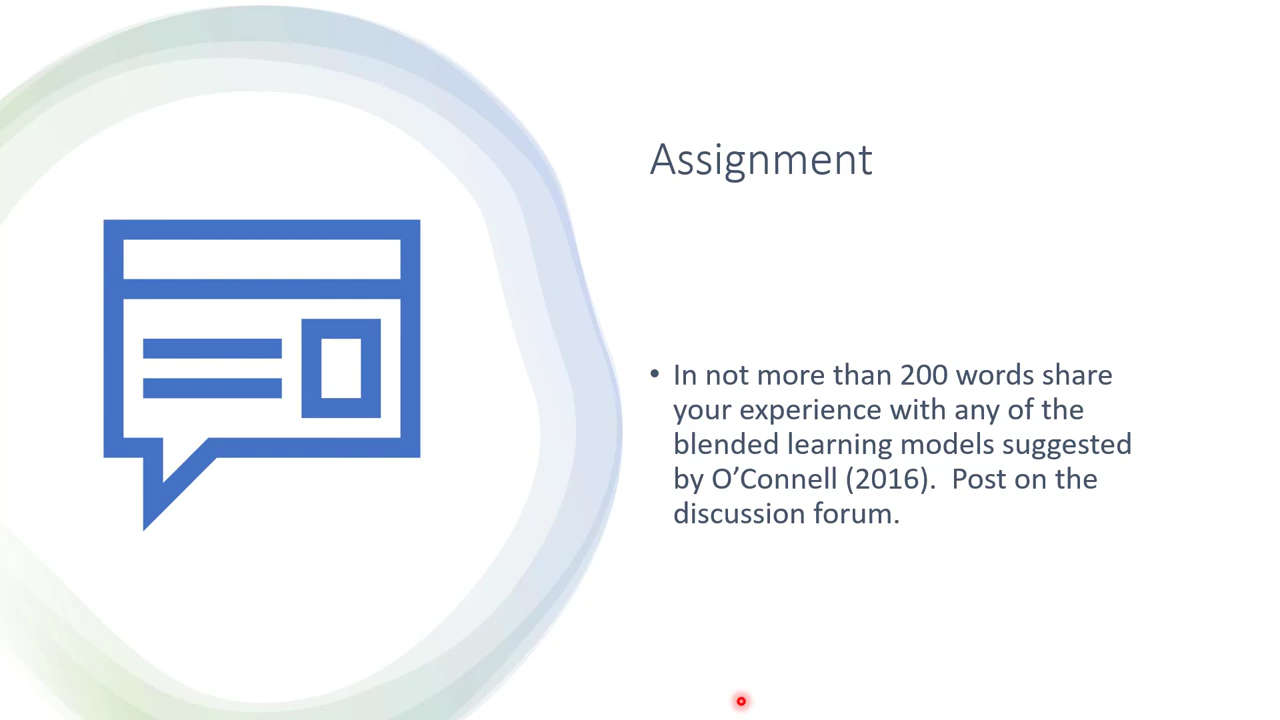 Assignment
• In not more than 200 words share
your experience with any of the
blended learning models suggested
by O’Connell (2016).  Post on the
discussion forum.